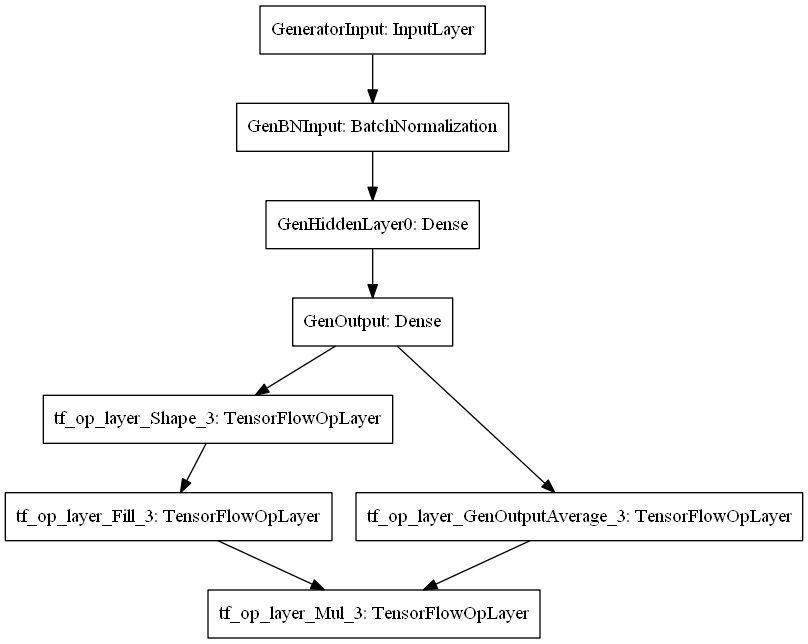 GeneratorInput: InputLayer
GenBNInput: BatchNormalization
GenHiddenLayer0: Dense
GenOutput: Dense
tf_op_layer_Shape_3: TensorFlowOpLayer
tf_op_layer_Fill_3: TensorFlowOpLayer
tf_op_layer_GenOutputAverage_3: TensorFlowOpLayer
tf_op_layer_Mul_3: TensorFlowOpLayer